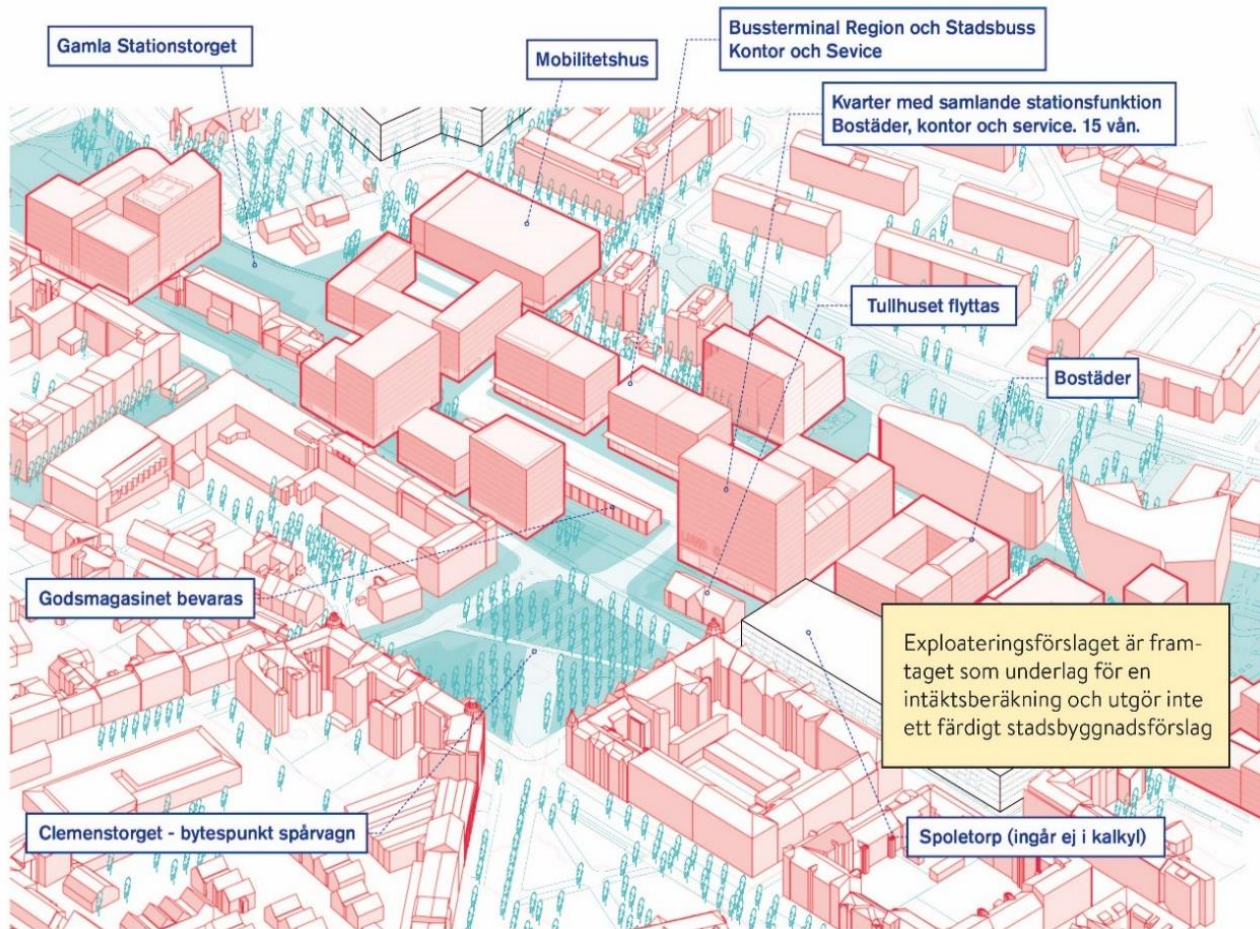 Gamla Stationstorget
Mobilitetshus
Bussterminal Region och Stadsbuss
Kontor och Sevice
Kvarter med samlande stationsfunktion
Bostäder, kontor och service. 15 vån.
Tullhuset flyttas
Bostäder
Godsmagasinet bevaras
Exploateringsförslaget är fram-
taget som underlag för en
intäktsberäkning och utgör inte
ett färdigt stadsbyggnadsförslag
Clemenstorget - bytespunkt spårvagn
Spoletorp (ingår ej i kalkyl)